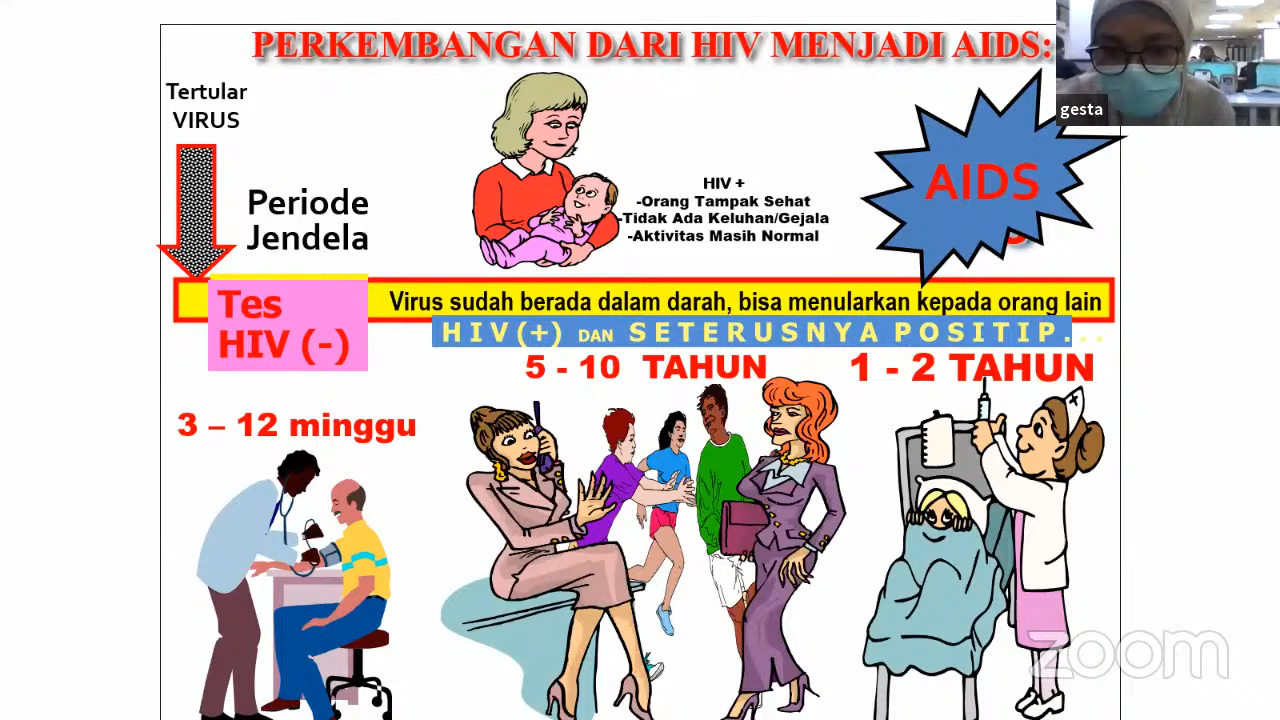 PERKEMBANGAN DARI HIV MENJADI AIDS:
gesta
Tertular
VIRUS
Periode
Jendela
HIV +
-Orang Tampak Sehat
-Tidak Ada Keluhan/Gejala
-Aktivitas Masih Normal
AIDS
Tes
HIV (-)
Virus sudah berada dalam darah, bisa menularkan kepada orang lain
HIV(+) DAN SETERUSNYA POSITIP...
5 - 10 TAHUN
1 - 2 TAHUN
3 – 12 minggu
zoom